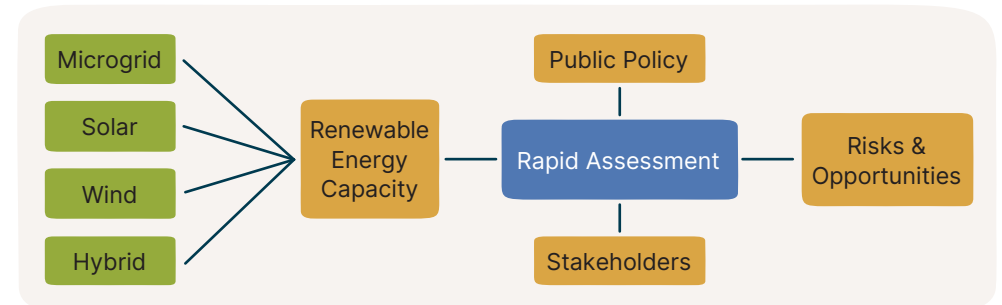 Microgrid
Solar
Wind
Hybrid
Renewable
Energy
Capacity
Public Policy
Rapid Assessment
Stakeholders
Risks &
Opportunities